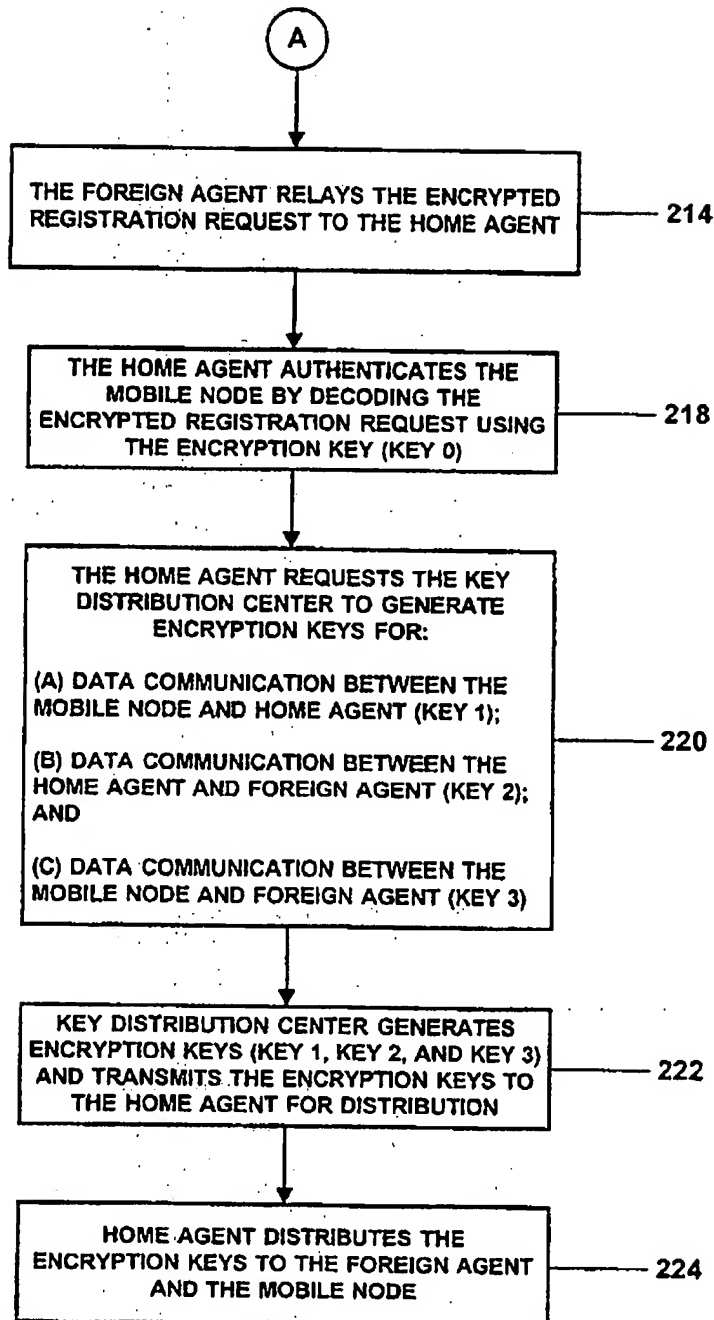 A
THE FOREIGN AGENT RELAYS THE ENCRYPTED
REGISTRATION REQUEST TO THE HOME AGENT
214
THE HOME AGENT AUTHENTICATES THE
MOBILE NODE BY DECODING THE
ENCRYPTED REGISTRATION REQUEST USING
THE ENCRYPTION KEY (KEY 0)
218
THE HOME AGENT REQUESTS THE KEY
DISTRIBUTION CENTER TO GENERATE
ENCRYPTION KEYS FOR:
(A) DATA COMMUNICATION BETWEEN THE
MOBILE NODE AND HOME AGENT (KEY 1);
(B) DATA COMMUNICATION BETWEEN THE
HOME AGENT AND FOREIGN AGENT (KEY 2);
AND
(C) DATA COMMUNICATION BETWEEN THE
MOBILE NODE AND FOREIGN AGENT (KEY 3)
220
KEY DISTRIBUTION CENTER GENERATES
ENCRYPTION KEYS (KEY 1, KEY 2, AND KEY 3)
AND TRANSMITS THE ENCRYPTION KEYS TO
THE HOME AGENT FOR DISTRIBUTION
222
HOME AGENT DISTRIBUTES THE
ENCRYPTION KEYS TO THE FOREIGN AGENT
AND THE MOBILE NODE
224